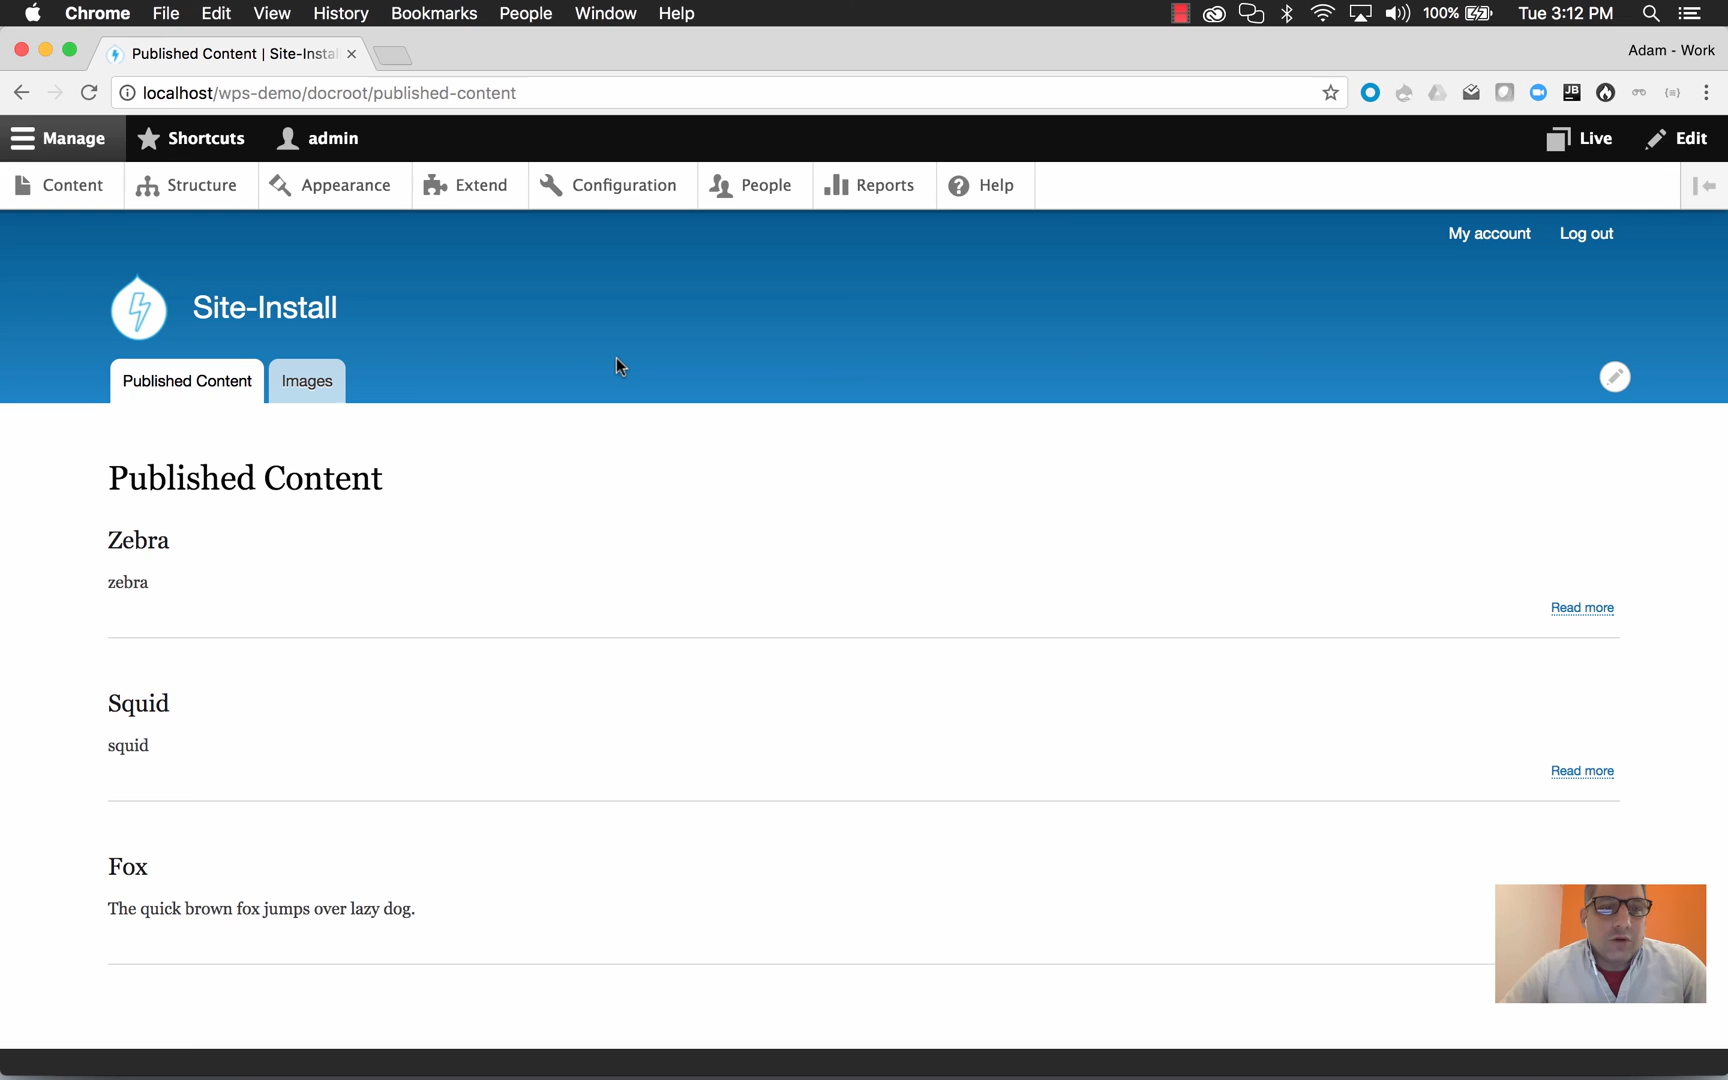 Chrome File Edit View History Bookmarks People Window Help 100% Tue 3:12 PM
Published Content | Site-Instal Adam - Work
localhost/wps-demo/docroot/published-content JB
Manage Shortcuts admin Live Edit
Content Structure Appearance Extend Configuration People Reports Help
My account Log out
Site-Install
Published Content Images
Published Content
Zebra
zebra
Read more
Squid
squid
Read more
Fox
The quick brown fox jumps over lazy dog.